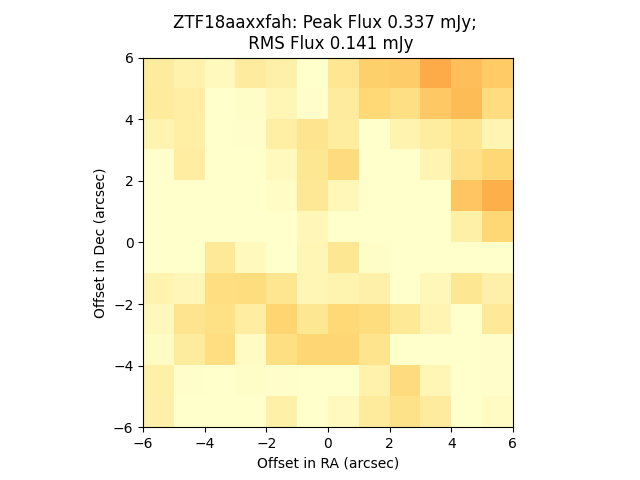 ZTF18aaxxfah: Peak Flux 0.337 mJy;
RMS Flux 0.141 mJy
6
4
2
0
−2
−4
−6
Offset in Dec (arcsec)
−6 −4 −2 0 2 4 6
Offset in RA (arcsec)